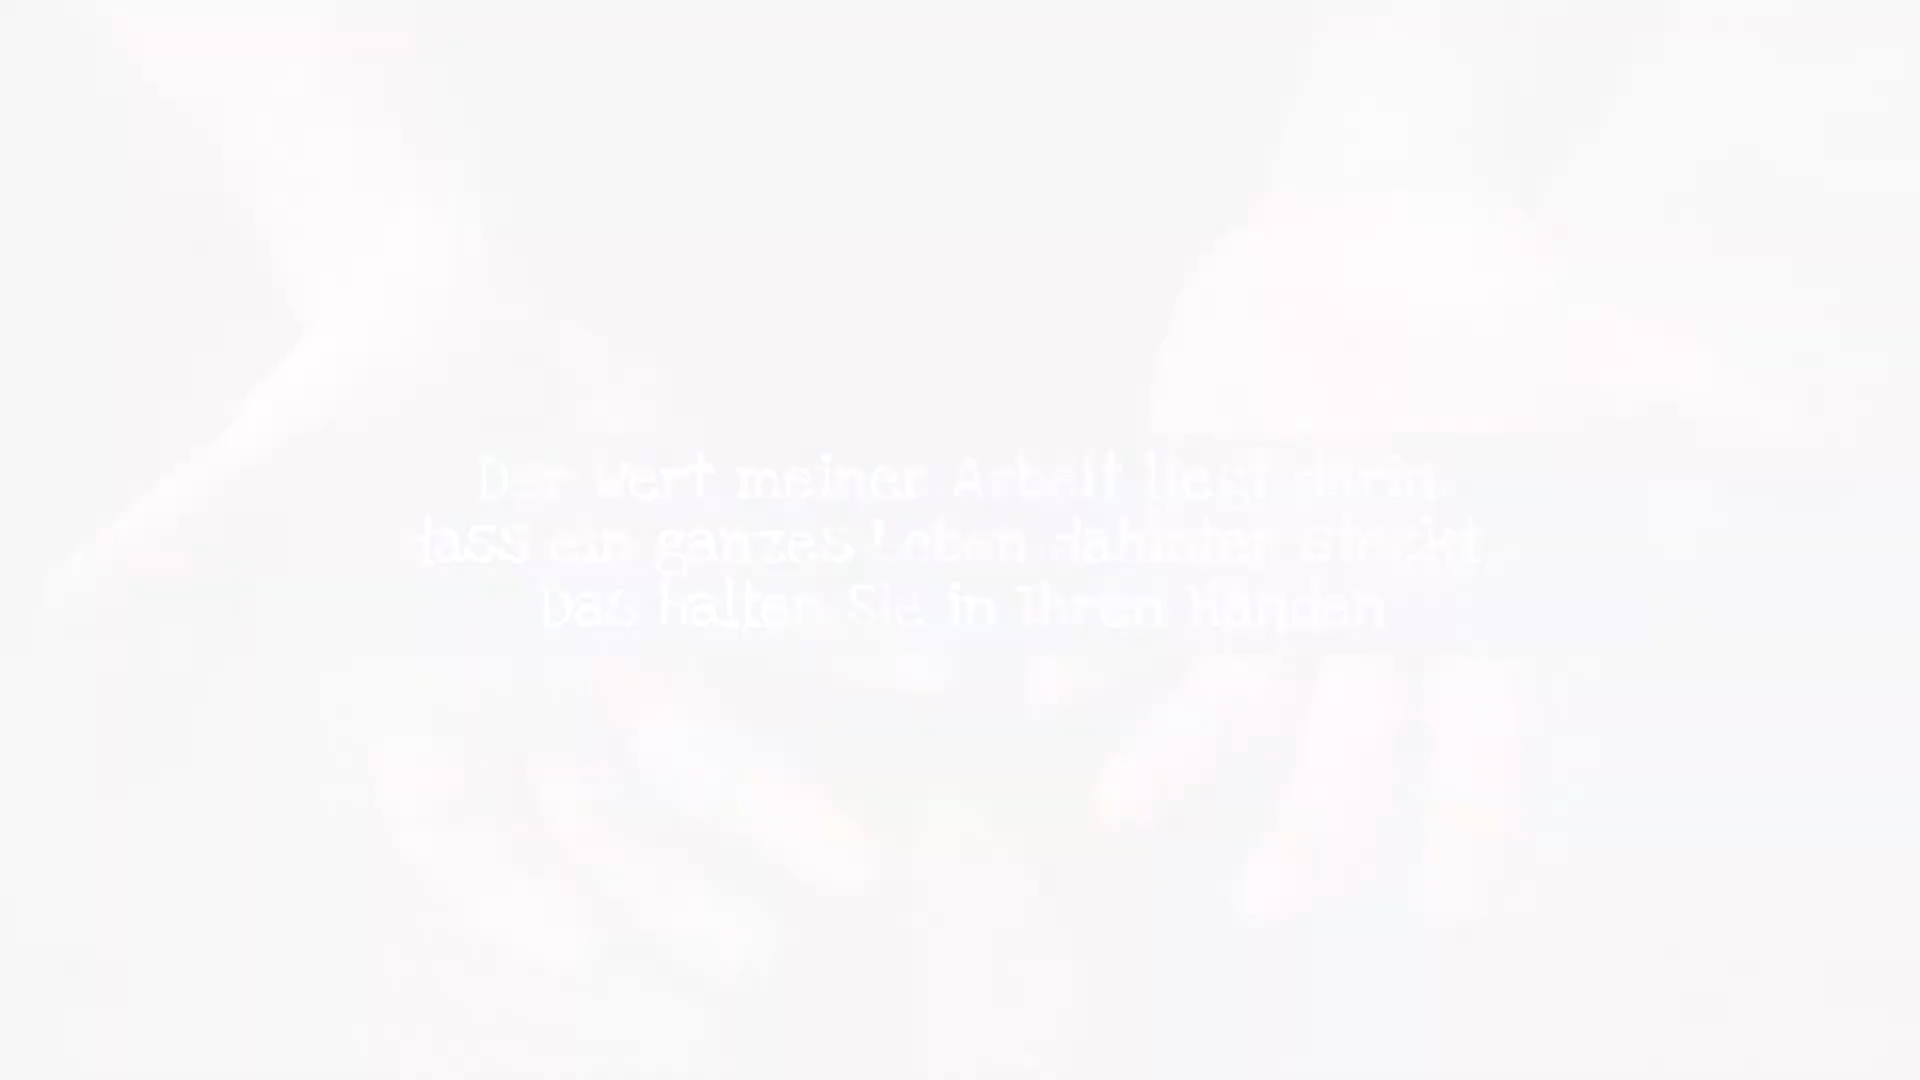 Der Wert meiner Arbeit liegt darin,
dass ein ganzes Leben dahinter steckt.
Das halten Sie in Ihren Händen